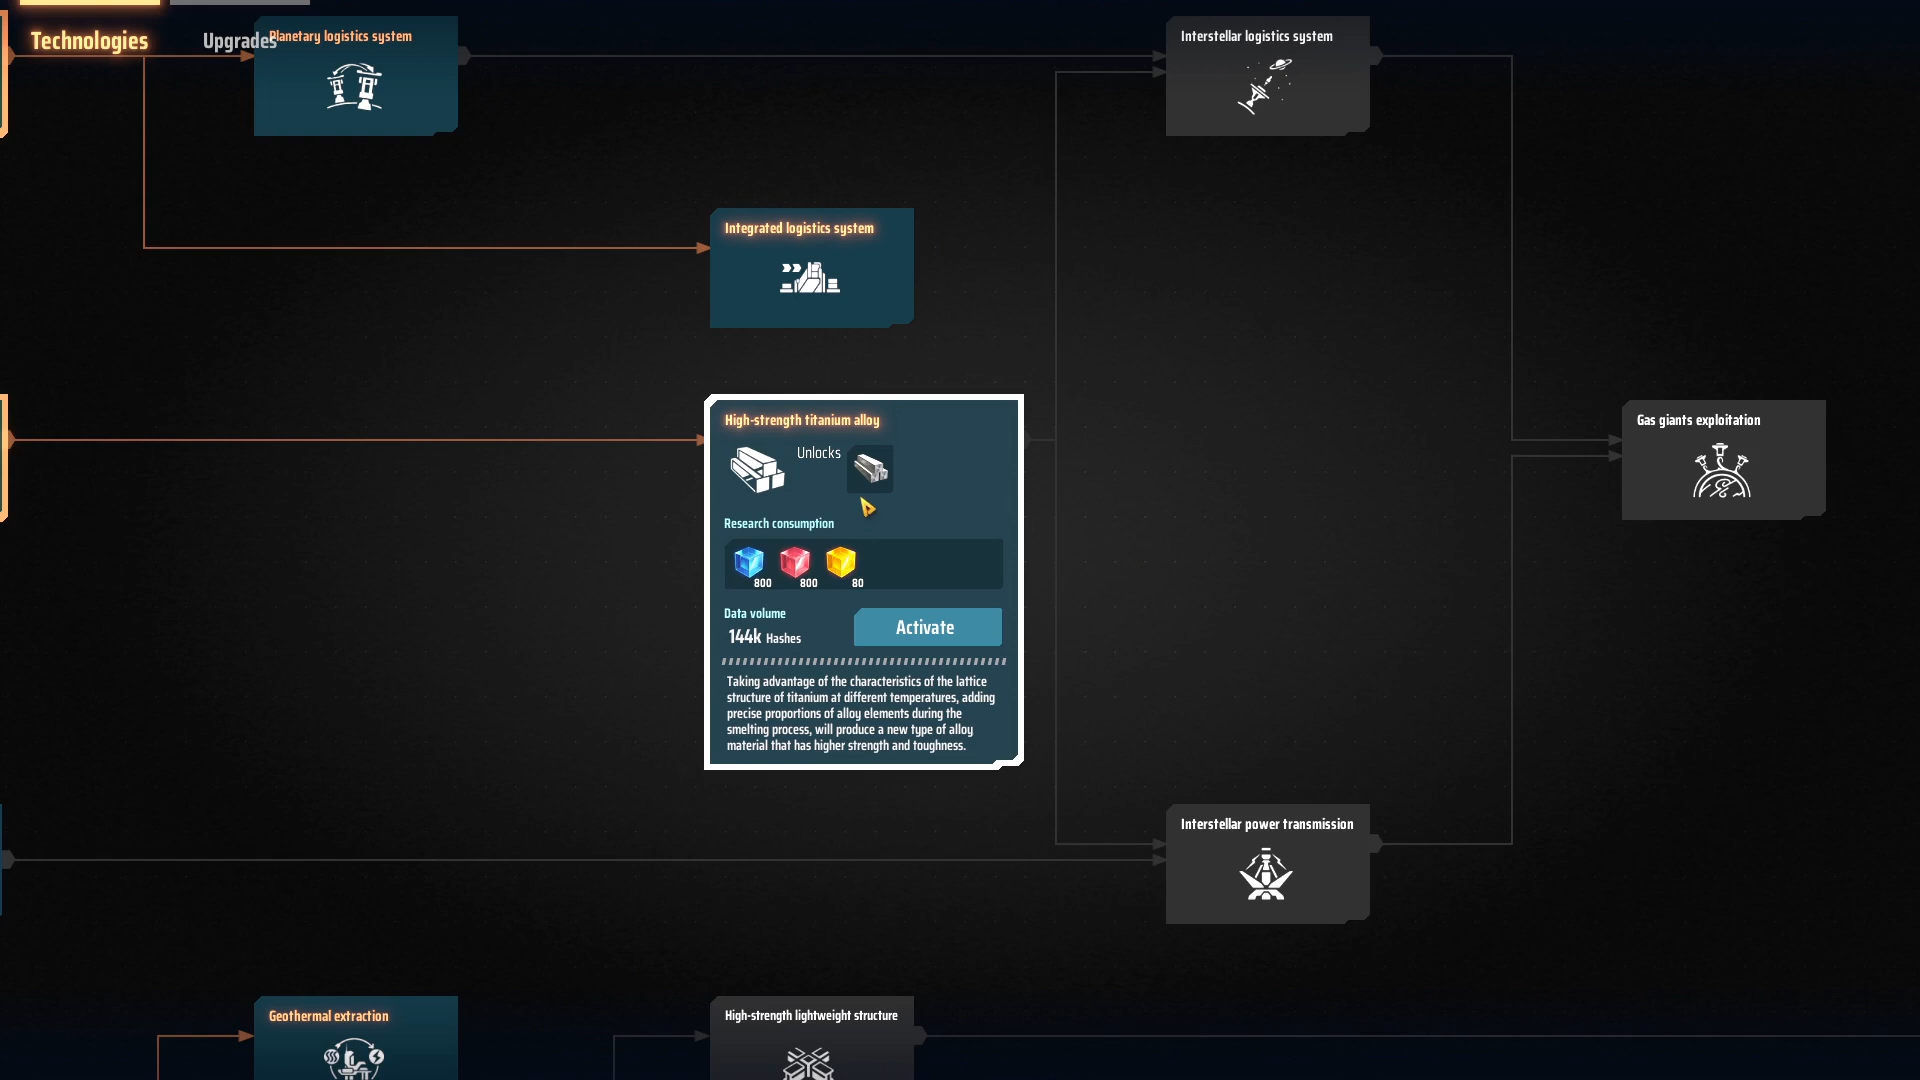 Technologies
Upgrades
Planetary logistics system
Interstellar logistics system
Integrated logistics system
High-strength titanium alloy
Unlocks
Research consumption
800
800
80
Data volume
144k Hashes
Activate
Taking advantage of the characteristics of the lattice
structure of titanium at different temperatures, adding
precise proportions of alloy elements during the
smelting process, will produce a new type of alloy
material that has higher strength and toughness.
Gas giants exploitation
Interstellar power transmission
Geothermal extraction
High-strength lightweight structure